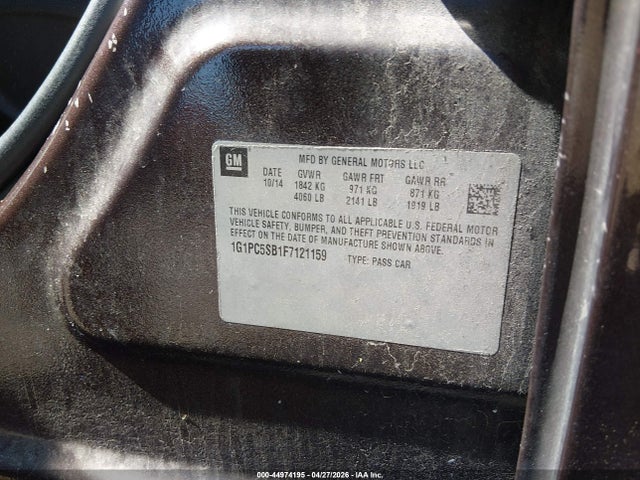 GM
MFD BY GENERAL MOTORS LLC
DATE GVWR GAWR FRT GAWR RR
10/14 1842 KG 971 KG 871 KG
4060 LB 2141 LB 1919 LB
THIS VEHICLE CONFORMS TO ALL APPLICABLE U.S. FEDERAL MOTOR
VEHICLE SAFETY, BUMPER, AND THEFT PREVENTION STANDARDS
IN EFFECT ON THE DATE OF MANUFACTURE SHOWN ABOVE.
1G1PC5SB1F7121159 TYPE: PASS CAR
000-44974195 - 04/27/2026 - IAA Inc.